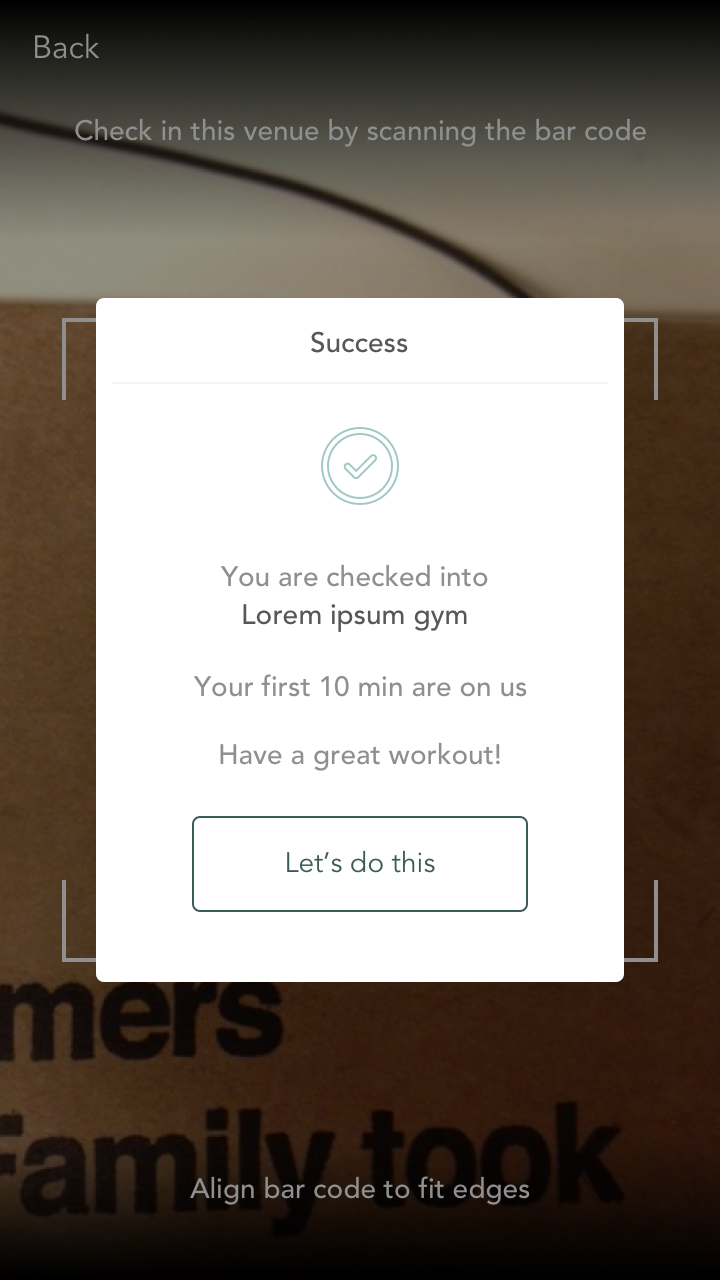 Back
Check in this venue by scanning the bar code
Success
You are checked into
Lorem ipsum gym
Your first 10 min are on us
Have a great workout!
Let’s do this
mers
Family took
Align bar code to fit edges